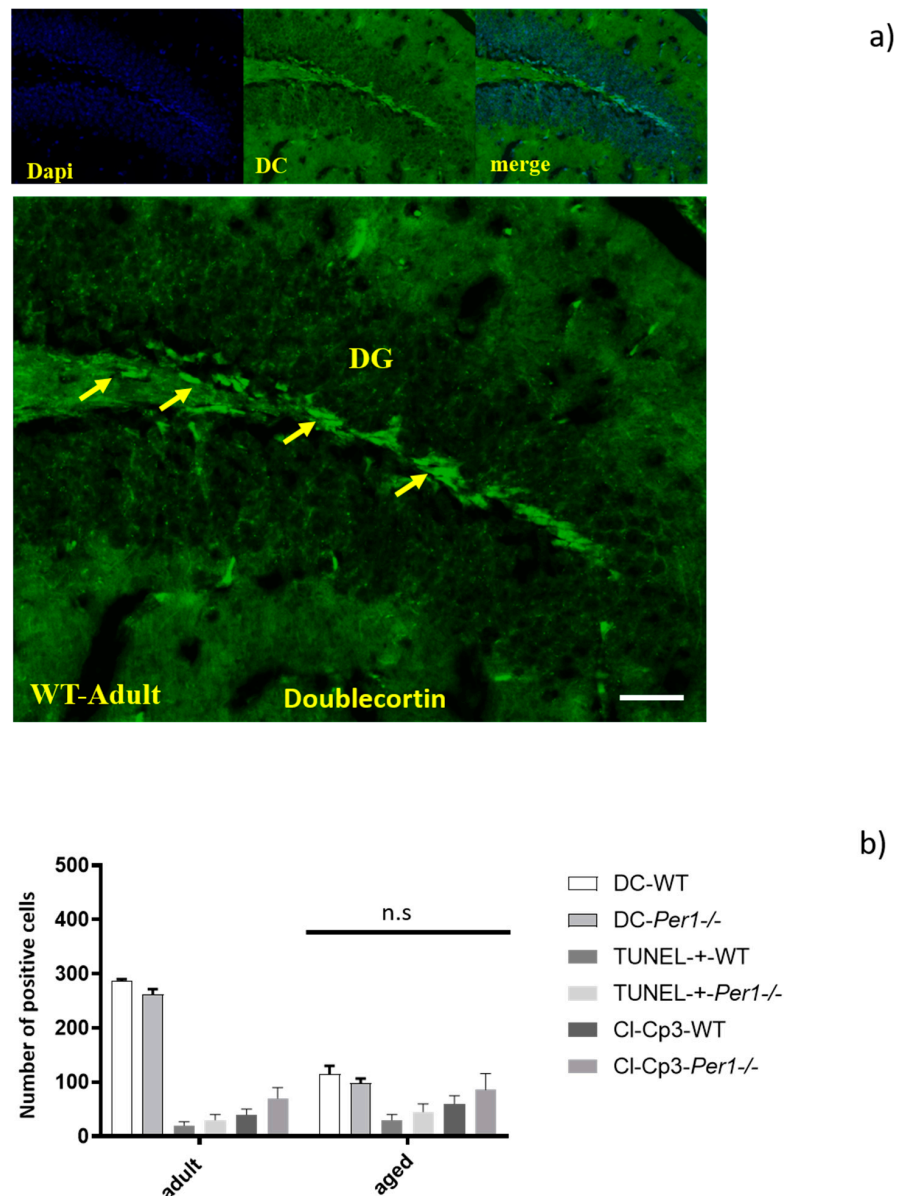 a)
Dapi
DC
merge
DG
WT-Adult
Doublecortin
b)
Number of positive cells
500
400
300
200
100
0
n.s
adult
aged
DC-WT
DC-Per1-/-
TUNEL-+-WT
TUNEL-+-Per1-/-
Cl-Cp3-WT
Cl-Cp3-Per1-/-